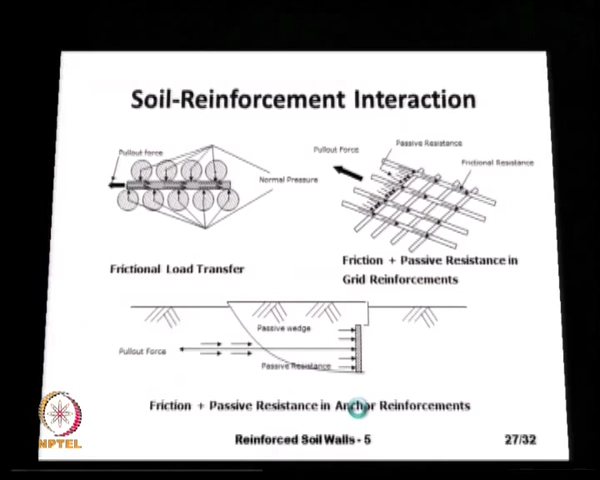 Soil-Reinforcement Interaction
Pullout force
Normal Pressure
Pullout Force
Passive Resistance
Frictional Resistance
Frictional Load Transfer
Friction + Passive Resistance in
Grid Reinforcements
Passive wedge
Pullout Force
Passive Resistance
Friction + Passive Resistance in Anchor Reinforcements
NPTEL
Reinforced Soil Walls - 5
27/32